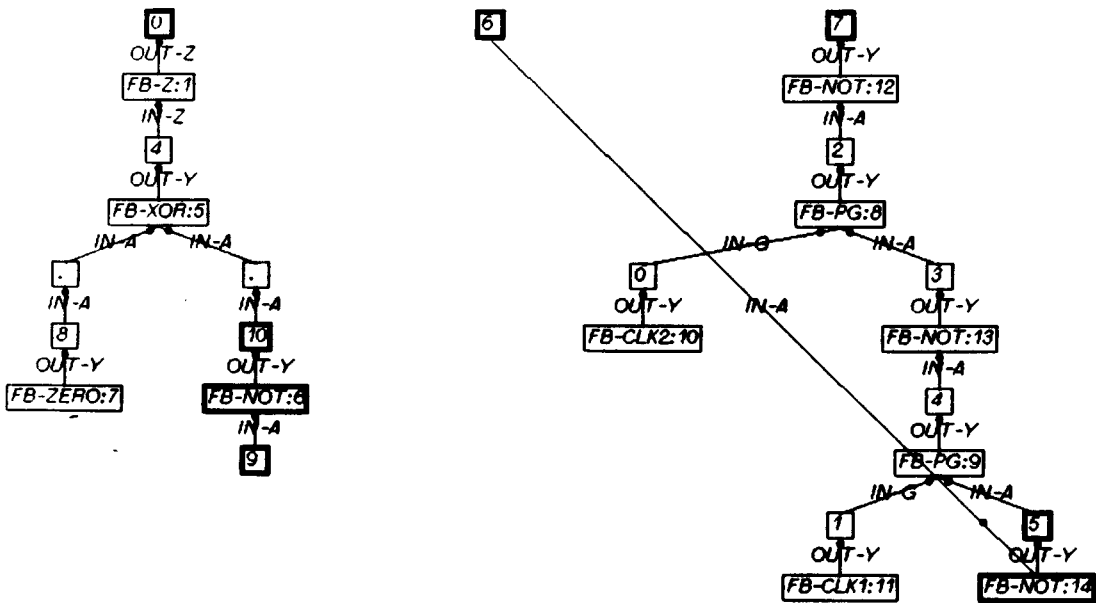 0 6 7
OUT-Z OUT-Y
FB-Z:1 FB-NOT:12
IN-Z IN-A
4 2
OUT-Y OUT-Y
FB-XOR:5 FB-PG:8
IN-A IN-A IN-G IN-A
. . 0 3
IN-A IN-A OUT-Y IN-A OUT-Y
8 10 FB-CLK2:10 FB-NOT:13
OUT-Y OUT-Y IN-A
FB-ZERO:7 FB-NOT:6 4
IN-A OUT-Y
9 FB-PG:9
IN-G IN-A
1 5
OUT-Y OUT-Y
FB-CLK1:11 FB-NOT:14